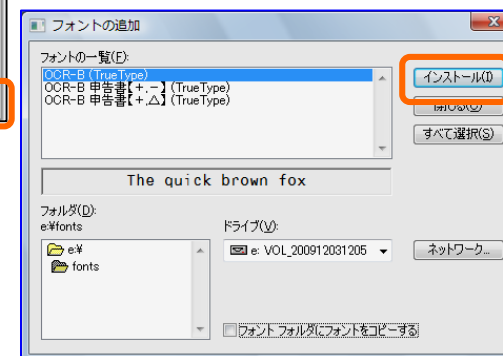 フォントの追加
フォントの一覧(F):
OCR-B (TrueType)
OCR-B 申告書【+,-】(TrueType)
OCR-B 申告書【+,△】(TrueType)
インストール(I)
閉じる(C)
すべて選択(S)
The quick brown fox
フォルダ(D):
e:¥fonts
ドライブ(V):
e:¥
fonts
e: VOL_200912031205
ネットワーク...
フォント フォルダにフォントをコピーする